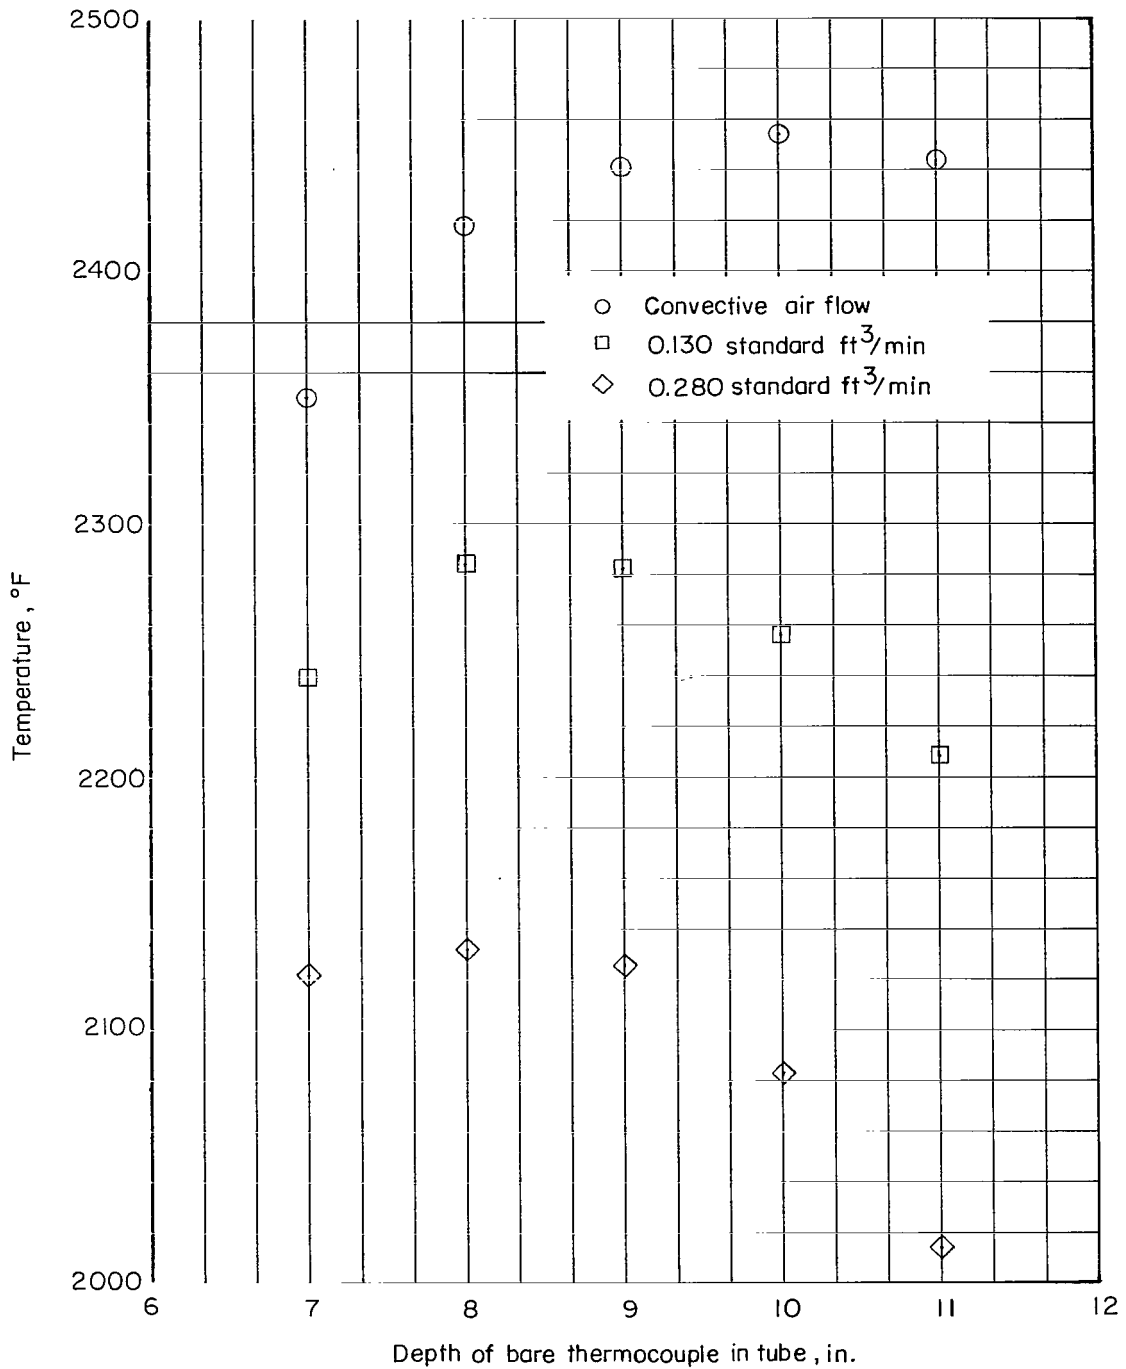 2500
2400
2300
2200
2100
2000
Temperature, °F
○ Convective air flow
□ 0.130 standard ft³/min
◇ 0.280 standard ft³/min
6 7 8 9 10 11 12
Depth of bare thermocouple in tube, in.